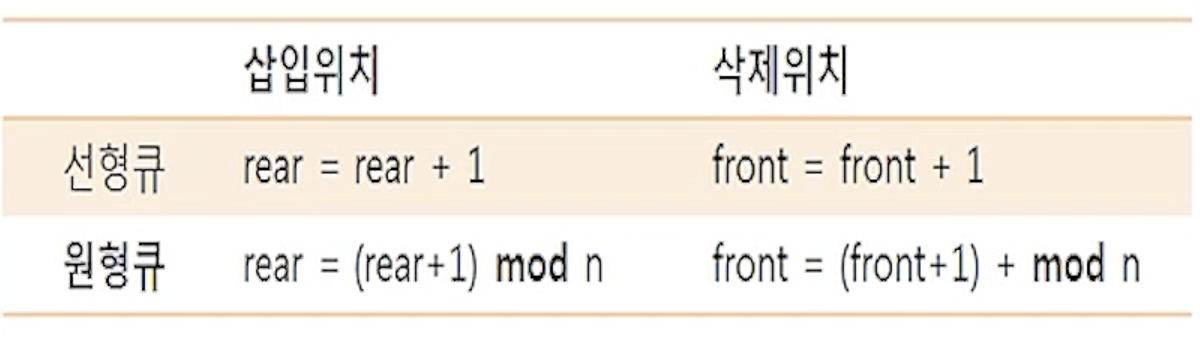 삽입위치 삭제위치
선형큐 rear = rear + 1 front = front + 1
원형큐 rear = (rear+1) mod n front = (front+1) + mod n